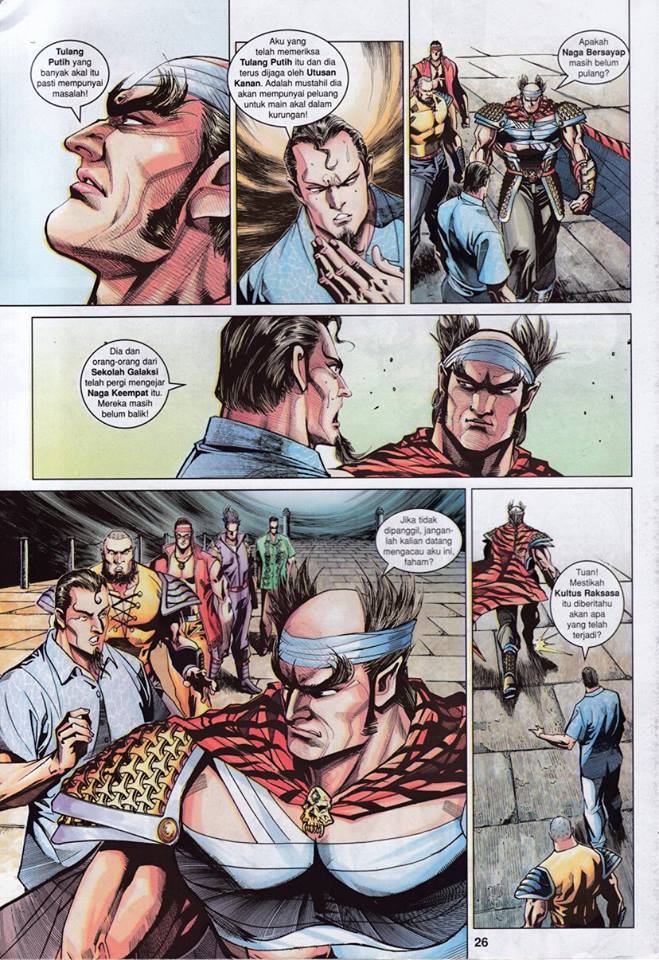 Tulang
Putih yang
banyak akal itu
pasti mempunyai
masalah!
Aku yang
telah memeriksa
Tulang Putih itu dan dia
terus dijaga oleh Utusan
Kanan. Adalah mustahil dia
akan mempunyai peluang
untuk main akal dalam
kurungan!
Apakah
Naga Bersayap
masih belum
pulang?
Dia dan
orang-orang dari
Sekolah Galaksi
telah pergi mengejar
Naga Keempat itu.
Mereka masih
belum balik!
Jika tidak
dipanggil, jangan-
lah kalian datang
mengacau aku ini,
faham?
Tuan!
Mestikah
Kultus Raksasa
itu diberitahu
akan apa
yang telah
terjadi?
26